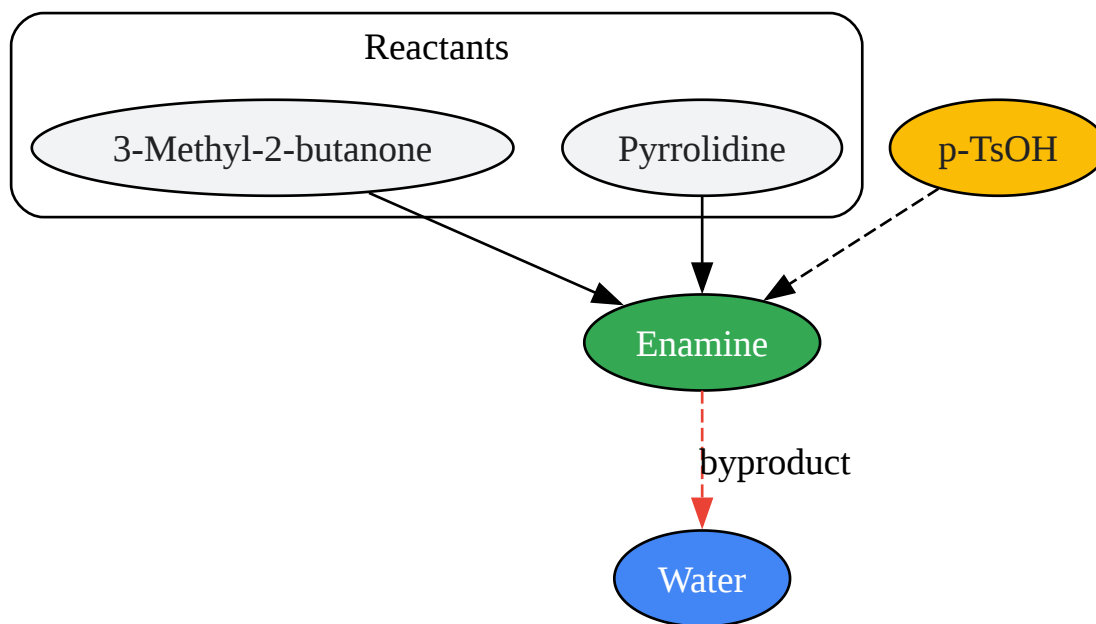 Reactants
3-Methyl-2-butanone
Pyrrolidine
p-TsOH
Enamine
byproduct
Water